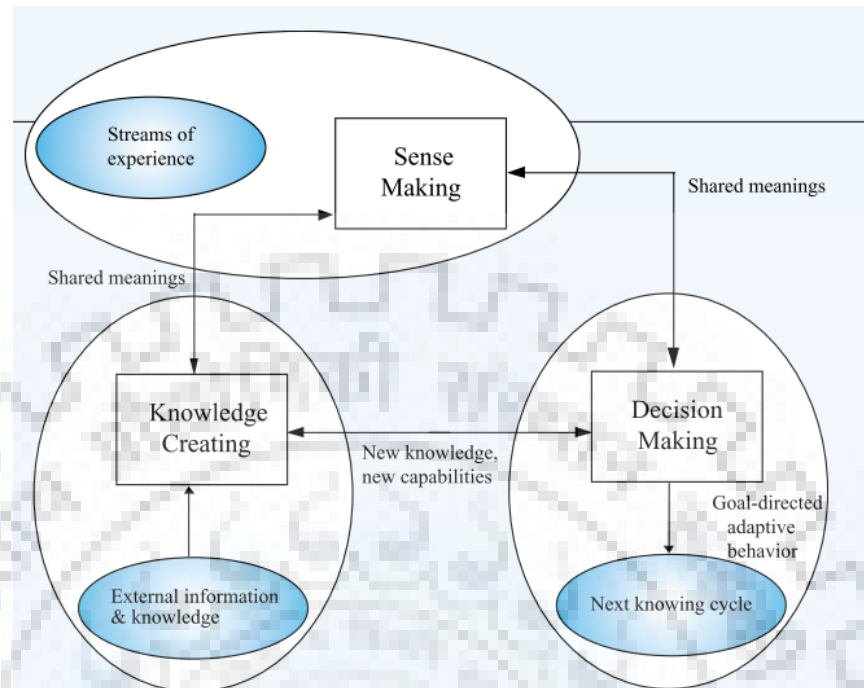 Streams of
experience
Sense
Making
Shared meanings
Shared meanings
Knowledge
Creating
Decision
Making
New knowledge,
new capabilities
Goal-directed
adaptive
behavior
External information
& knowledge
Next knowing cycle